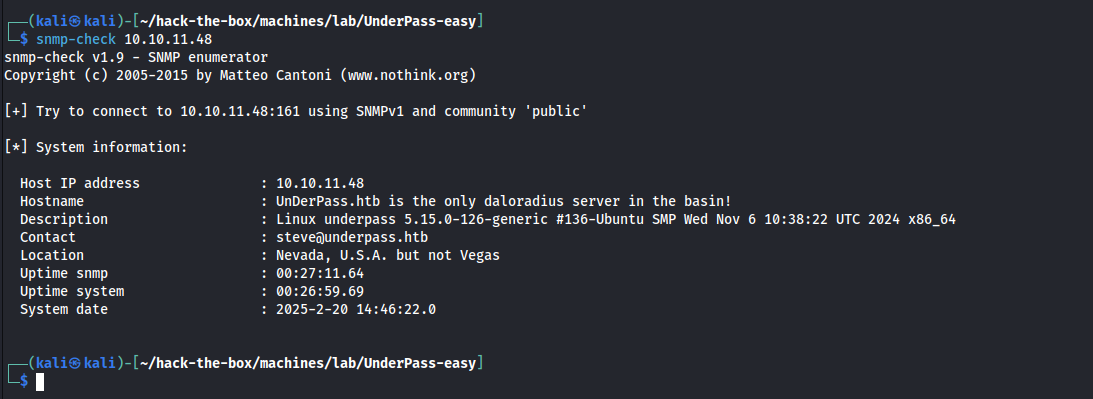 ┌──(kali㉿kali)-[~/hack-the-box/machines/lab/UnderPass-easy]
└─$ snmp-check 10.10.11.48
snmp-check v1.9 - SNMP enumerator
Copyright (c) 2005-2015 by Matteo Cantoni (www.nothink.org)
[+] Try to connect to 10.10.11.48:161 using SNMPv1 and community 'public'
[*] System information:
Host IP address : 10.10.11.48
Hostname : UnDerPass.htb is the only daloradius server in the basin!
Description : Linux underpass 5.15.0-126-generic #136-Ubuntu SMP Wed Nov 6 10:38:22 UTC 2024 x86_64
Contact : steve@underpass.htb
Location : Nevada, U.S.A. but not Vegas
Uptime snmp : 00:27:11.64
Uptime system : 00:26:59.69
System date : 2025-2-20 14:46:22.0
┌──(kali㉿kali)-[~/hack-the-box/machines/lab/UnderPass-easy]
└─$